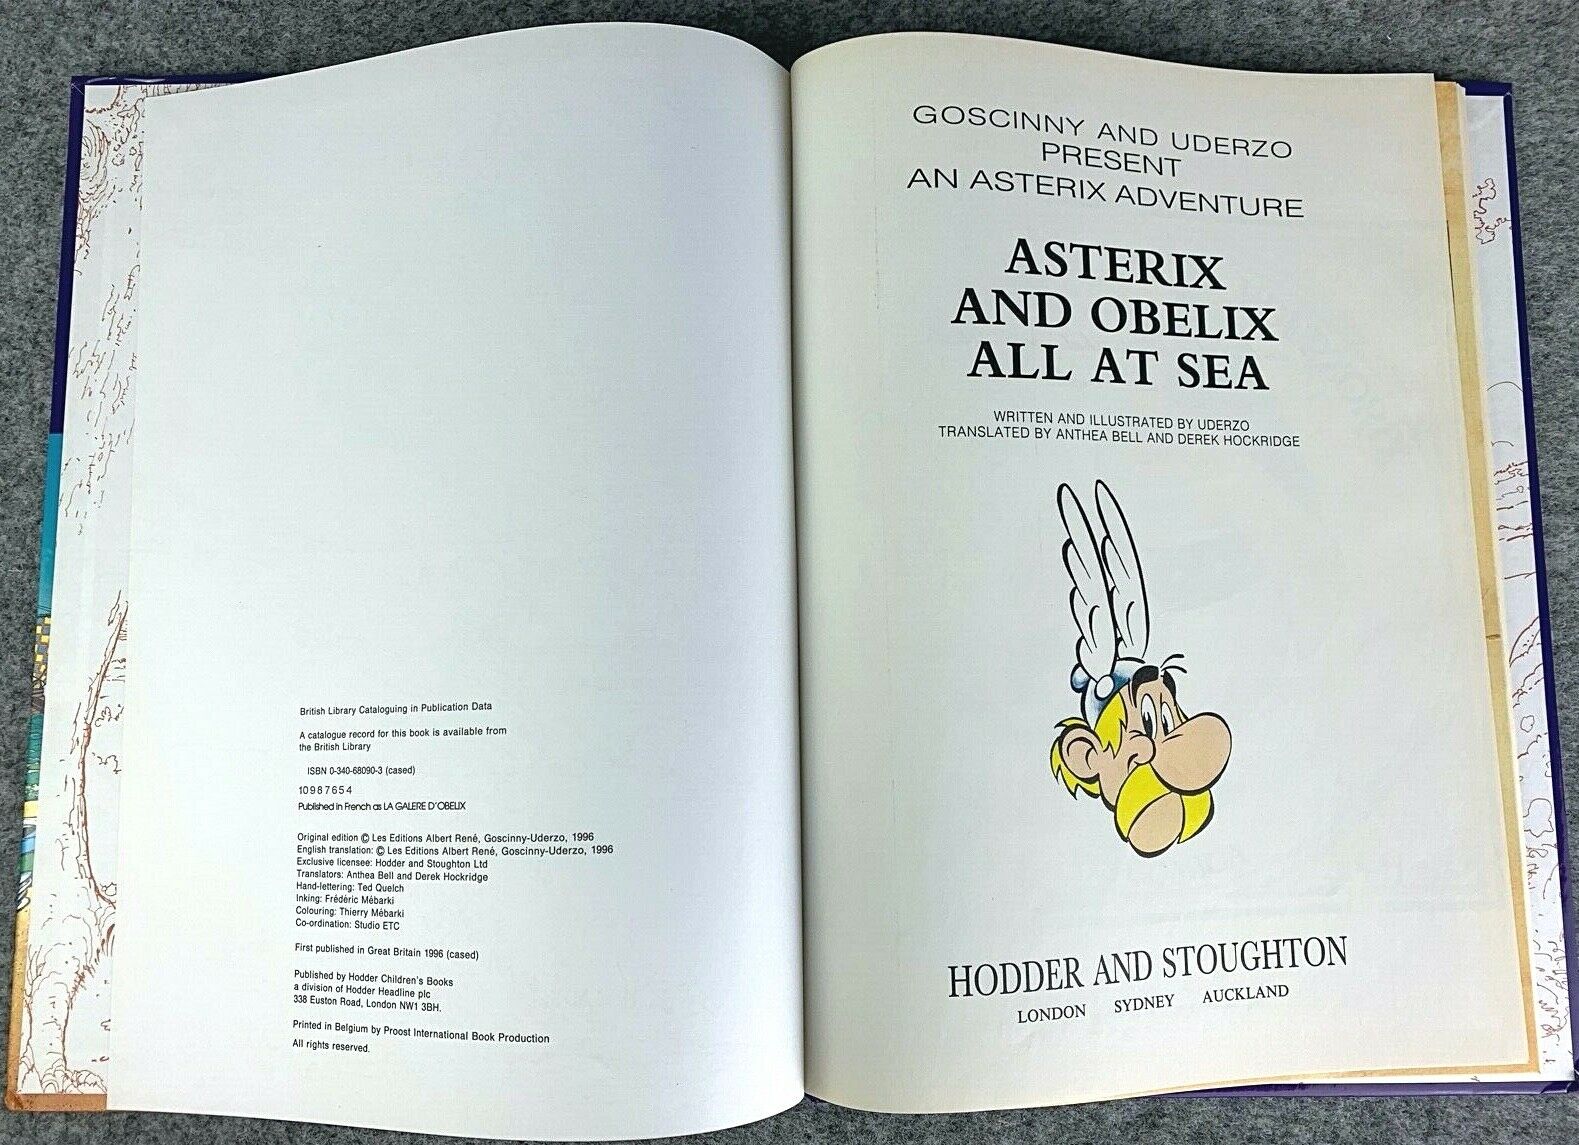 British Library Cataloguing in Publication Data
A catalogue record for this book is available from
the British Library
ISBN 0-340-68090-3 (cased)
10 9 8 7 6 5 4
Published in French as LA GALERE D'OBELIX
Original edition © Les Editions Albert René, Goscinny-Uderzo, 1996
English translation: © Les Editions Albert René, Goscinny-Uderzo, 1996
Exclusive licensee: Hodder and Stoughton Ltd
Translators: Anthea Bell and Derek Hockridge
Hand-lettering: Ted Quelch
Inking: Frédéric Mébarki
Colouring: Thierry Mébarki
Co-ordination: Studio ETC
First published in Great Britain 1996 (cased)
Published by Hodder Children's Books
a division of Hodder Headline plc
338 Euston Road, London NW1 3BH.
Printed in Belgium by Proost International Book Production
All rights reserved.
GOSCINNY AND UDERZO
PRESENT
AN ASTERIX ADVENTURE
ASTERIX
AND OBELIX
ALL AT SEA
WRITTEN AND ILLUSTRATED BY UDERZO
TRANSLATED BY ANTHEA BELL AND DEREK HOCKRIDGE
HODDER AND STOUGHTON
LONDON SYDNEY AUCKLAND